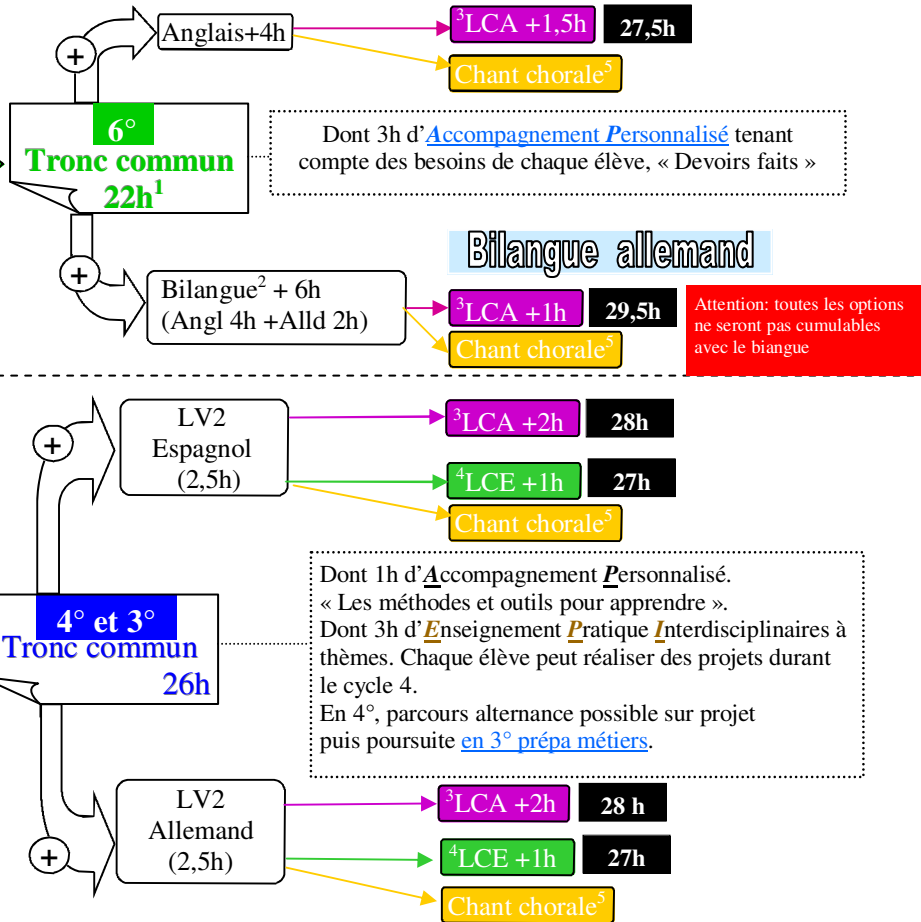 +
Anglais+4h
³LCA +1,5h
27,5h
Chant chorale⁵
6°
Tronc commun
22h¹
Dont 3h d’Accompagnement Personnalisé tenant
compte des besoins de chaque élève, « Devoirs faits »
+
Bilangue² + 6h
(Angl 4h +Alld 2h)
Bilangue allemand
³LCA +1h
29,5h
Chant chorale⁵
Attention: toutes les options
ne seront pas cumulables
avec le biangue
+
LV2
Espagnol
(2,5h)
³LCA +2h
28h
⁴LCE +1h
27h
Chant chorale⁵
4° et 3°
Tronc commun
26h
Dont 1h d’Accompagnement Personnalisé.
« Les méthodes et outils pour apprendre ».
Dont 3h d’Enseignement Pratique Interdisciplinaires à
thèmes. Chaque élève peut réaliser des projets durant
le cycle 4.
En 4°, parcours alternance possible sur projet
puis poursuite en 3° prépa métiers.
+
LV2
Allemand
(2,5h)
³LCA +2h
28 h
⁴LCE +1h
27h
Chant chorale⁵